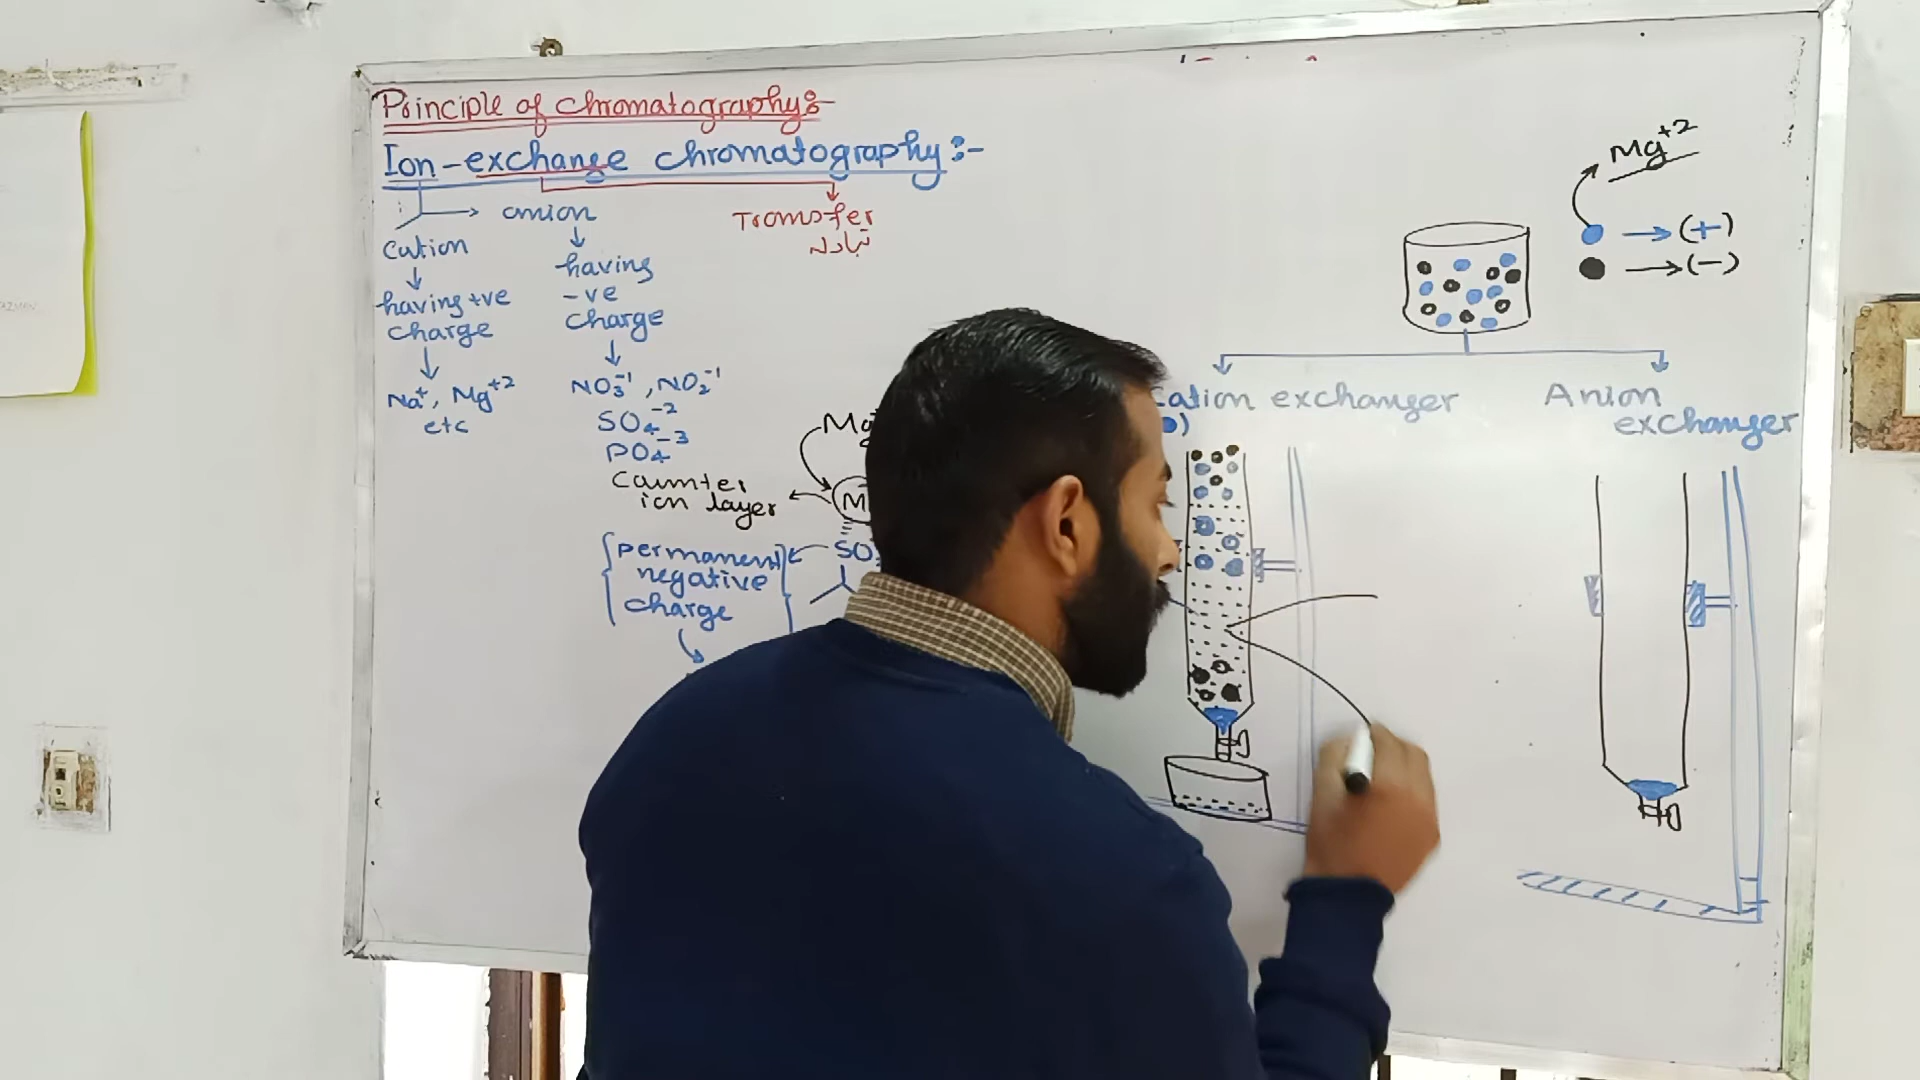 Principle of chromatography:-
Ion-exchange chromatography:-
anion
Transfer
تبادلہ
Cation
having +ve
charge
Na⁺, Mg⁺²
etc
having
-ve
charge
NO₃⁻¹, NO₂⁻¹
SO₄⁻²
PO₄⁻³
Counter
ion layer
permanent
negative
charge
Mg
M
SO
Mg⁺²
→ (+)
→ (-)
Cation exchanger
Anion
exchanger